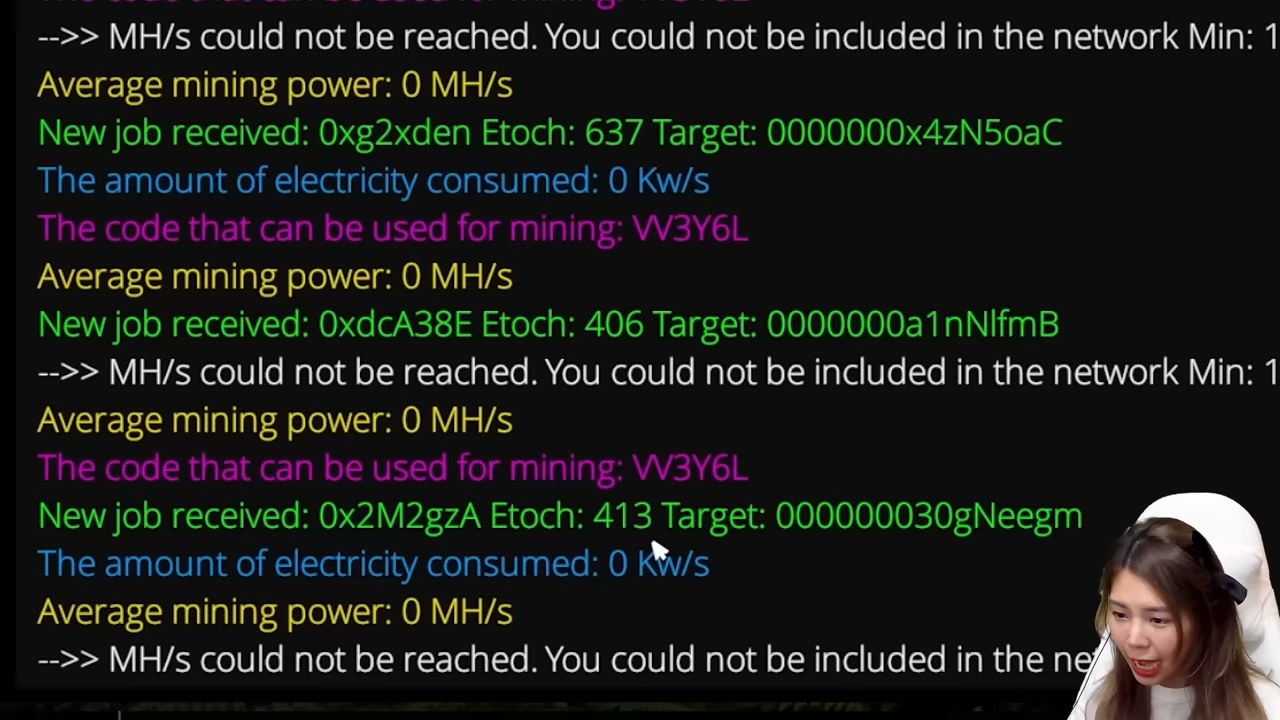 -->> MH/s could not be reached. You could not be included in the network Min: 1
Average mining power: 0 MH/s
New job received: 0xg2xden Etoch: 637 Target: 0000000x4zN5oaC
The amount of electricity consumed: 0 Kw/s
The code that can be used for mining: VV3Y6L
Average mining power: 0 MH/s
New job received: 0xdcA38E Etoch: 406 Target: 0000000a1nNlfmB
-->> MH/s could not be reached. You could not be included in the network Min: 1
Average mining power: 0 MH/s
The code that can be used for mining: VV3Y6L
New job received: 0x2M2gzA Etoch: 413 Target: 000000030gNeegm
The amount of electricity consumed: 0 Kw/s
Average mining power: 0 MH/s
-->> MH/s could not be reached. You could not be included in the